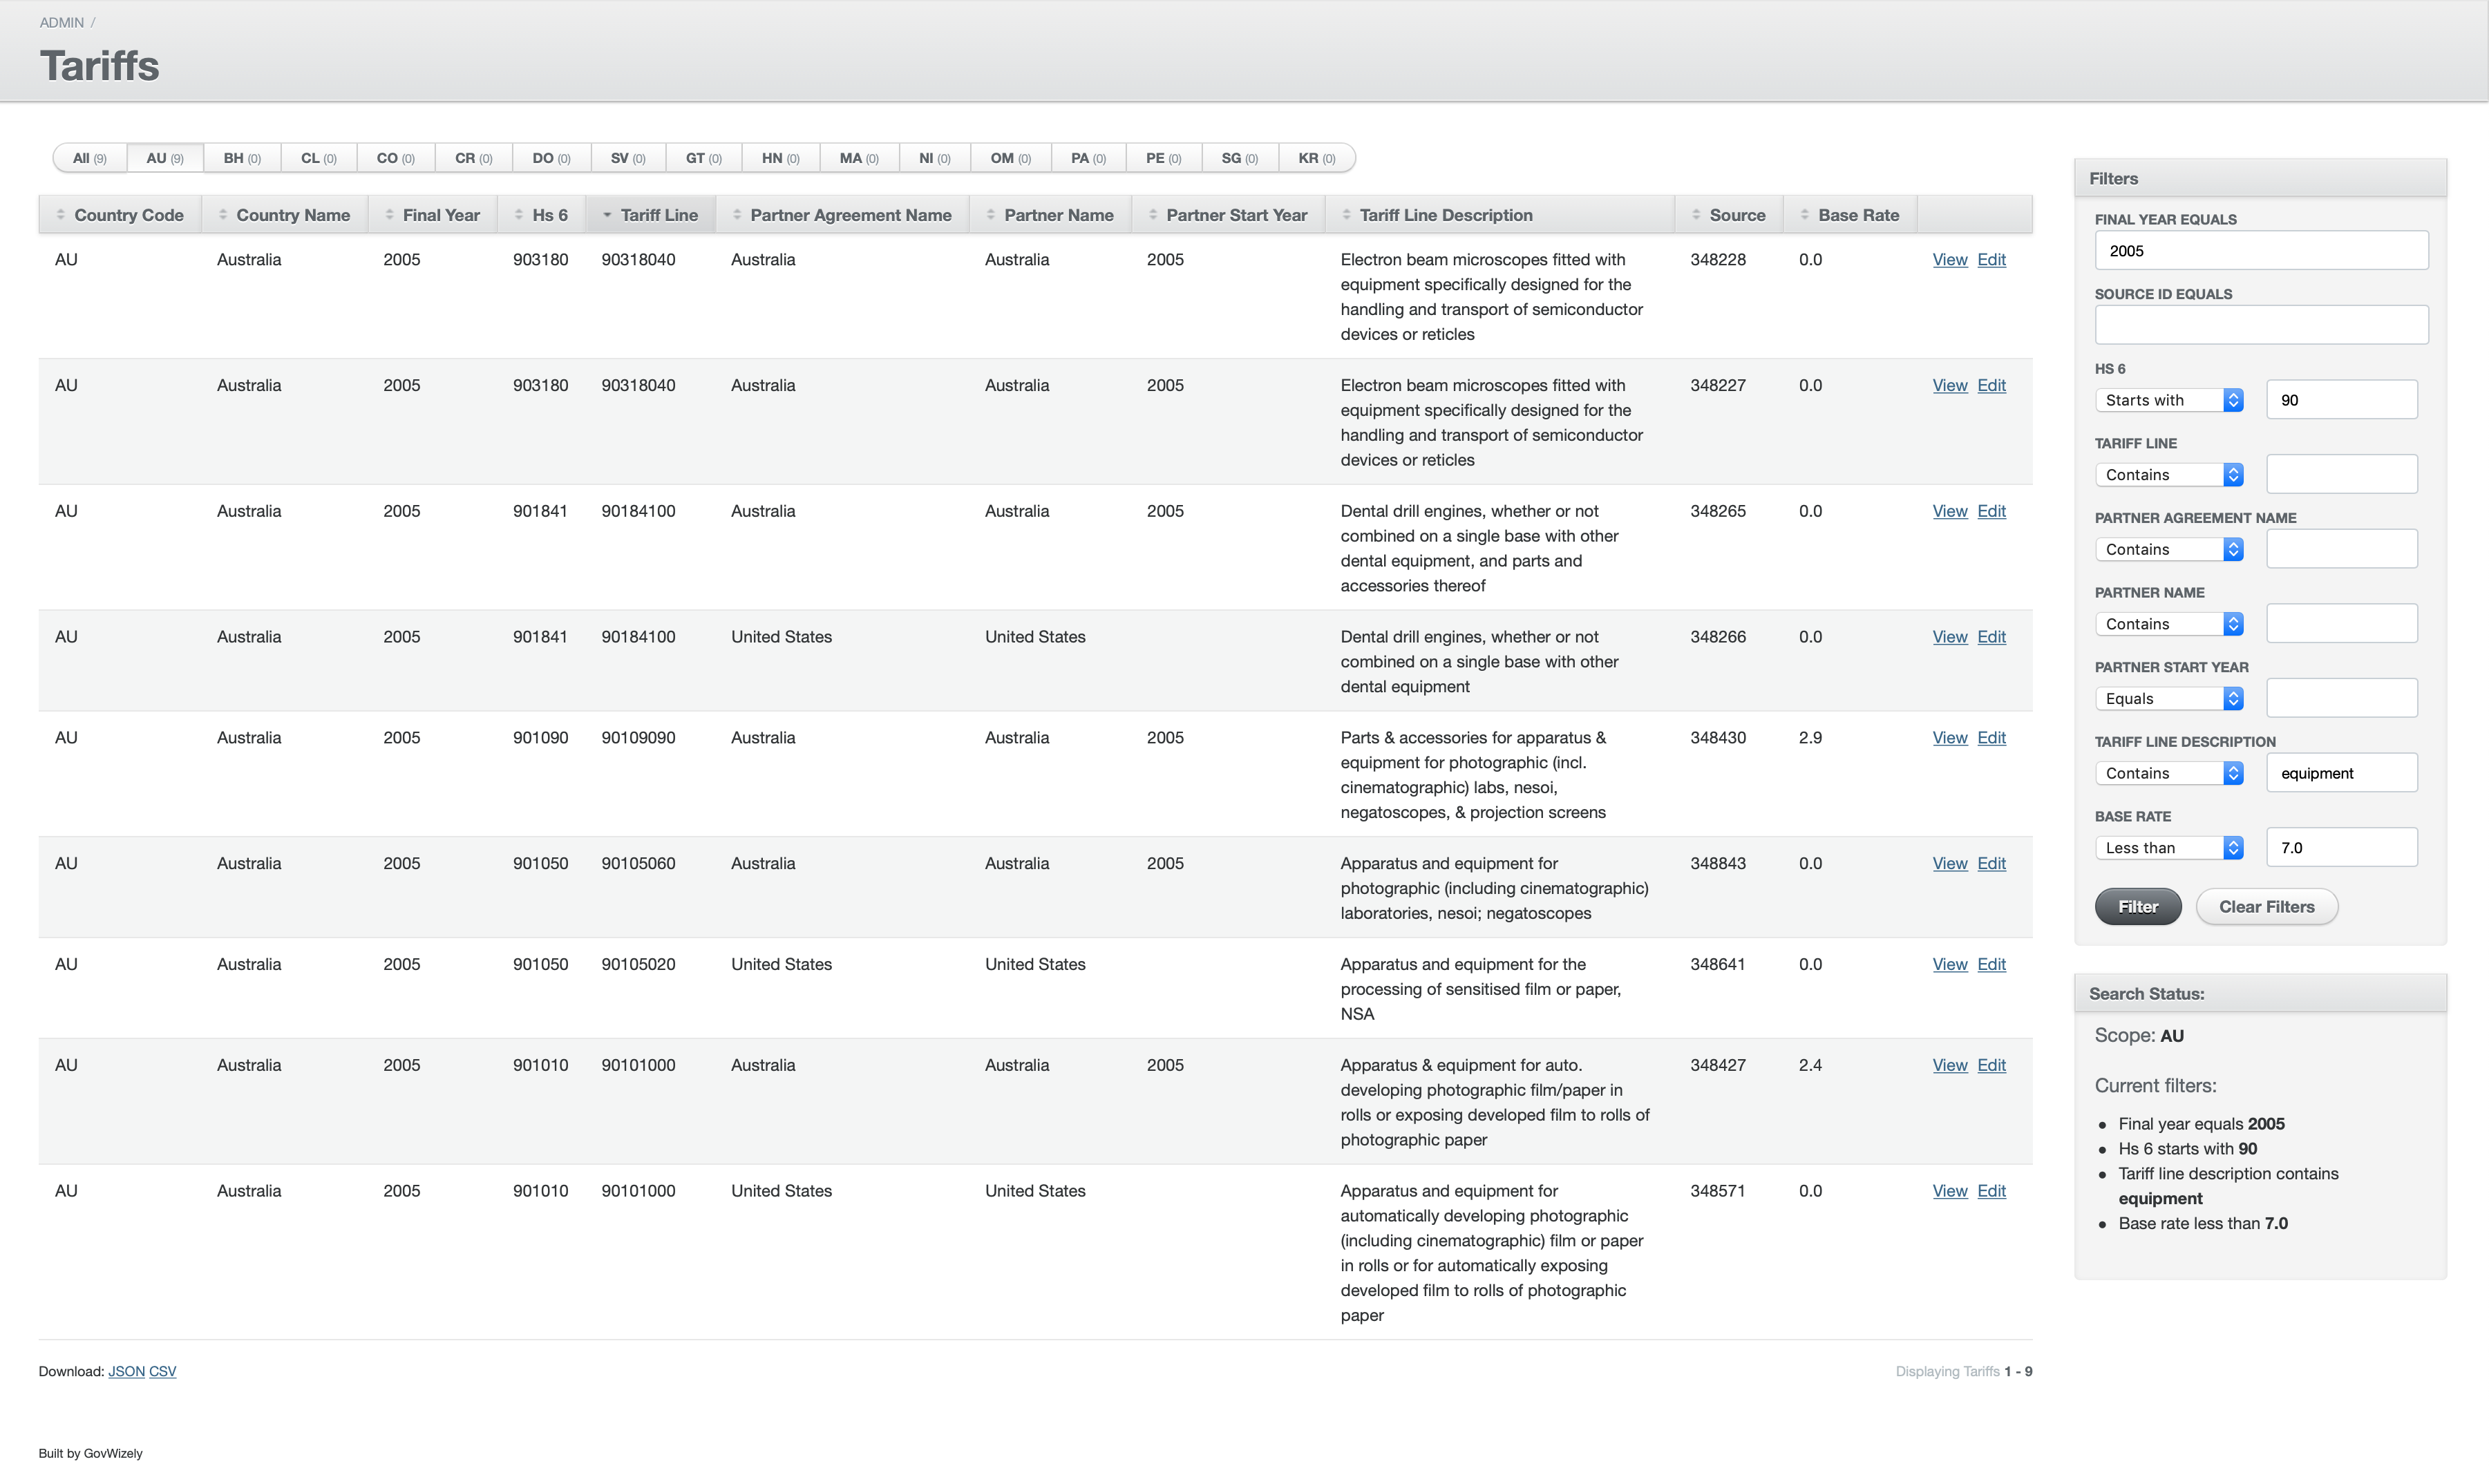 ADMIN /
Tariffs
All (9) AU (9) BH (0) CL (0) CO (0) CR (0) DO (0) SV (0) GT (0) HN (0) MA (0) NI (0) OM (0) PA (0) PE (0) SG (0) KR (0)
Country Code Country Name Final Year Hs 6 Tariff Line Partner Agreement Name Partner Name Partner Start Year Tariff Line Description Source Base Rate
AU Australia 2005 903180 90318040 Australia Australia 2005 Electron beam microscopes fitted with 348228 0.0 View Edit
equipment specifically designed for the
handling and transport of semiconductor
devices or reticles
AU Australia 2005 903180 90318040 Australia Australia 2005 Electron beam microscopes fitted with 348227 0.0 View Edit
equipment specifically designed for the
handling and transport of semiconductor
devices or reticles
AU Australia 2005 901841 90184100 Australia Australia 2005 Dental drill engines, whether or not 348265 0.0 View Edit
combined on a single base with other
dental equipment, and parts and
accessories thereof
AU Australia 2005 901841 90184100 United States United States Dental drill engines, whether or not 348266 0.0 View Edit
combined on a single base with other
dental equipment
AU Australia 2005 901090 90109090 Australia Australia 2005 Parts & accessories for apparatus & 348430 2.9 View Edit
equipment for photographic (incl.
cinematographic) labs, nesoi,
negatoscopes, & projection screens
AU Australia 2005 901050 90105060 Australia Australia 2005 Apparatus and equipment for 348843 0.0 View Edit
photographic (including cinematographic)
laboratories, nesoi; negatoscopes
AU Australia 2005 901050 90105020 United States United States Apparatus and equipment for the 348641 0.0 View Edit
processing of sensitised film or paper,
NSA
AU Australia 2005 901010 90101000 Australia Australia 2005 Apparatus & equipment for auto. 348427 2.4 View Edit
developing photographic film/paper in
rolls or exposing developed film to rolls of
photographic paper
AU Australia 2005 901010 90101000 United States United States Apparatus and equipment for 348571 0.0 View Edit
automatically developing photographic
(including cinematographic) film or paper
in rolls or for automatically exposing
developed film to rolls of photographic
paper
Download: JSON CSV
Displaying Tariffs 1 - 9
Built by GovWizely
Filters
FINAL YEAR EQUALS
2005
SOURCE ID EQUALS
HS 6
Starts with 90
TARIFF LINE
Contains
PARTNER AGREEMENT NAME
Contains
PARTNER NAME
Contains
PARTNER START YEAR
Equals
TARIFF LINE DESCRIPTION
Contains equipment
BASE RATE
Less than 7.0
Filter Clear Filters
Search Status:
Scope: AU
Current filters:
● Final year equals 2005
● Hs 6 starts with 90
● Tariff line description contains
equipment
● Base rate less than 7.0